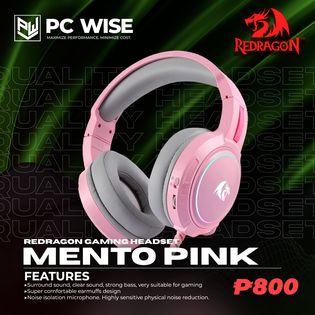 PC WISE
MAXIMIZE PERFORMANCE, MINIMIZE COST.
REDRAGON
QUALITY HEADSET
REDRAGON GAMING HEADSET
MENTO PINK
FEATURES
•Surround sound, clear sound, strong bass, very suitable for gaming
•Super comfortable earmuffs design
•Noise isolation microphone. Highly sensitive physical noise reduction.
₱800